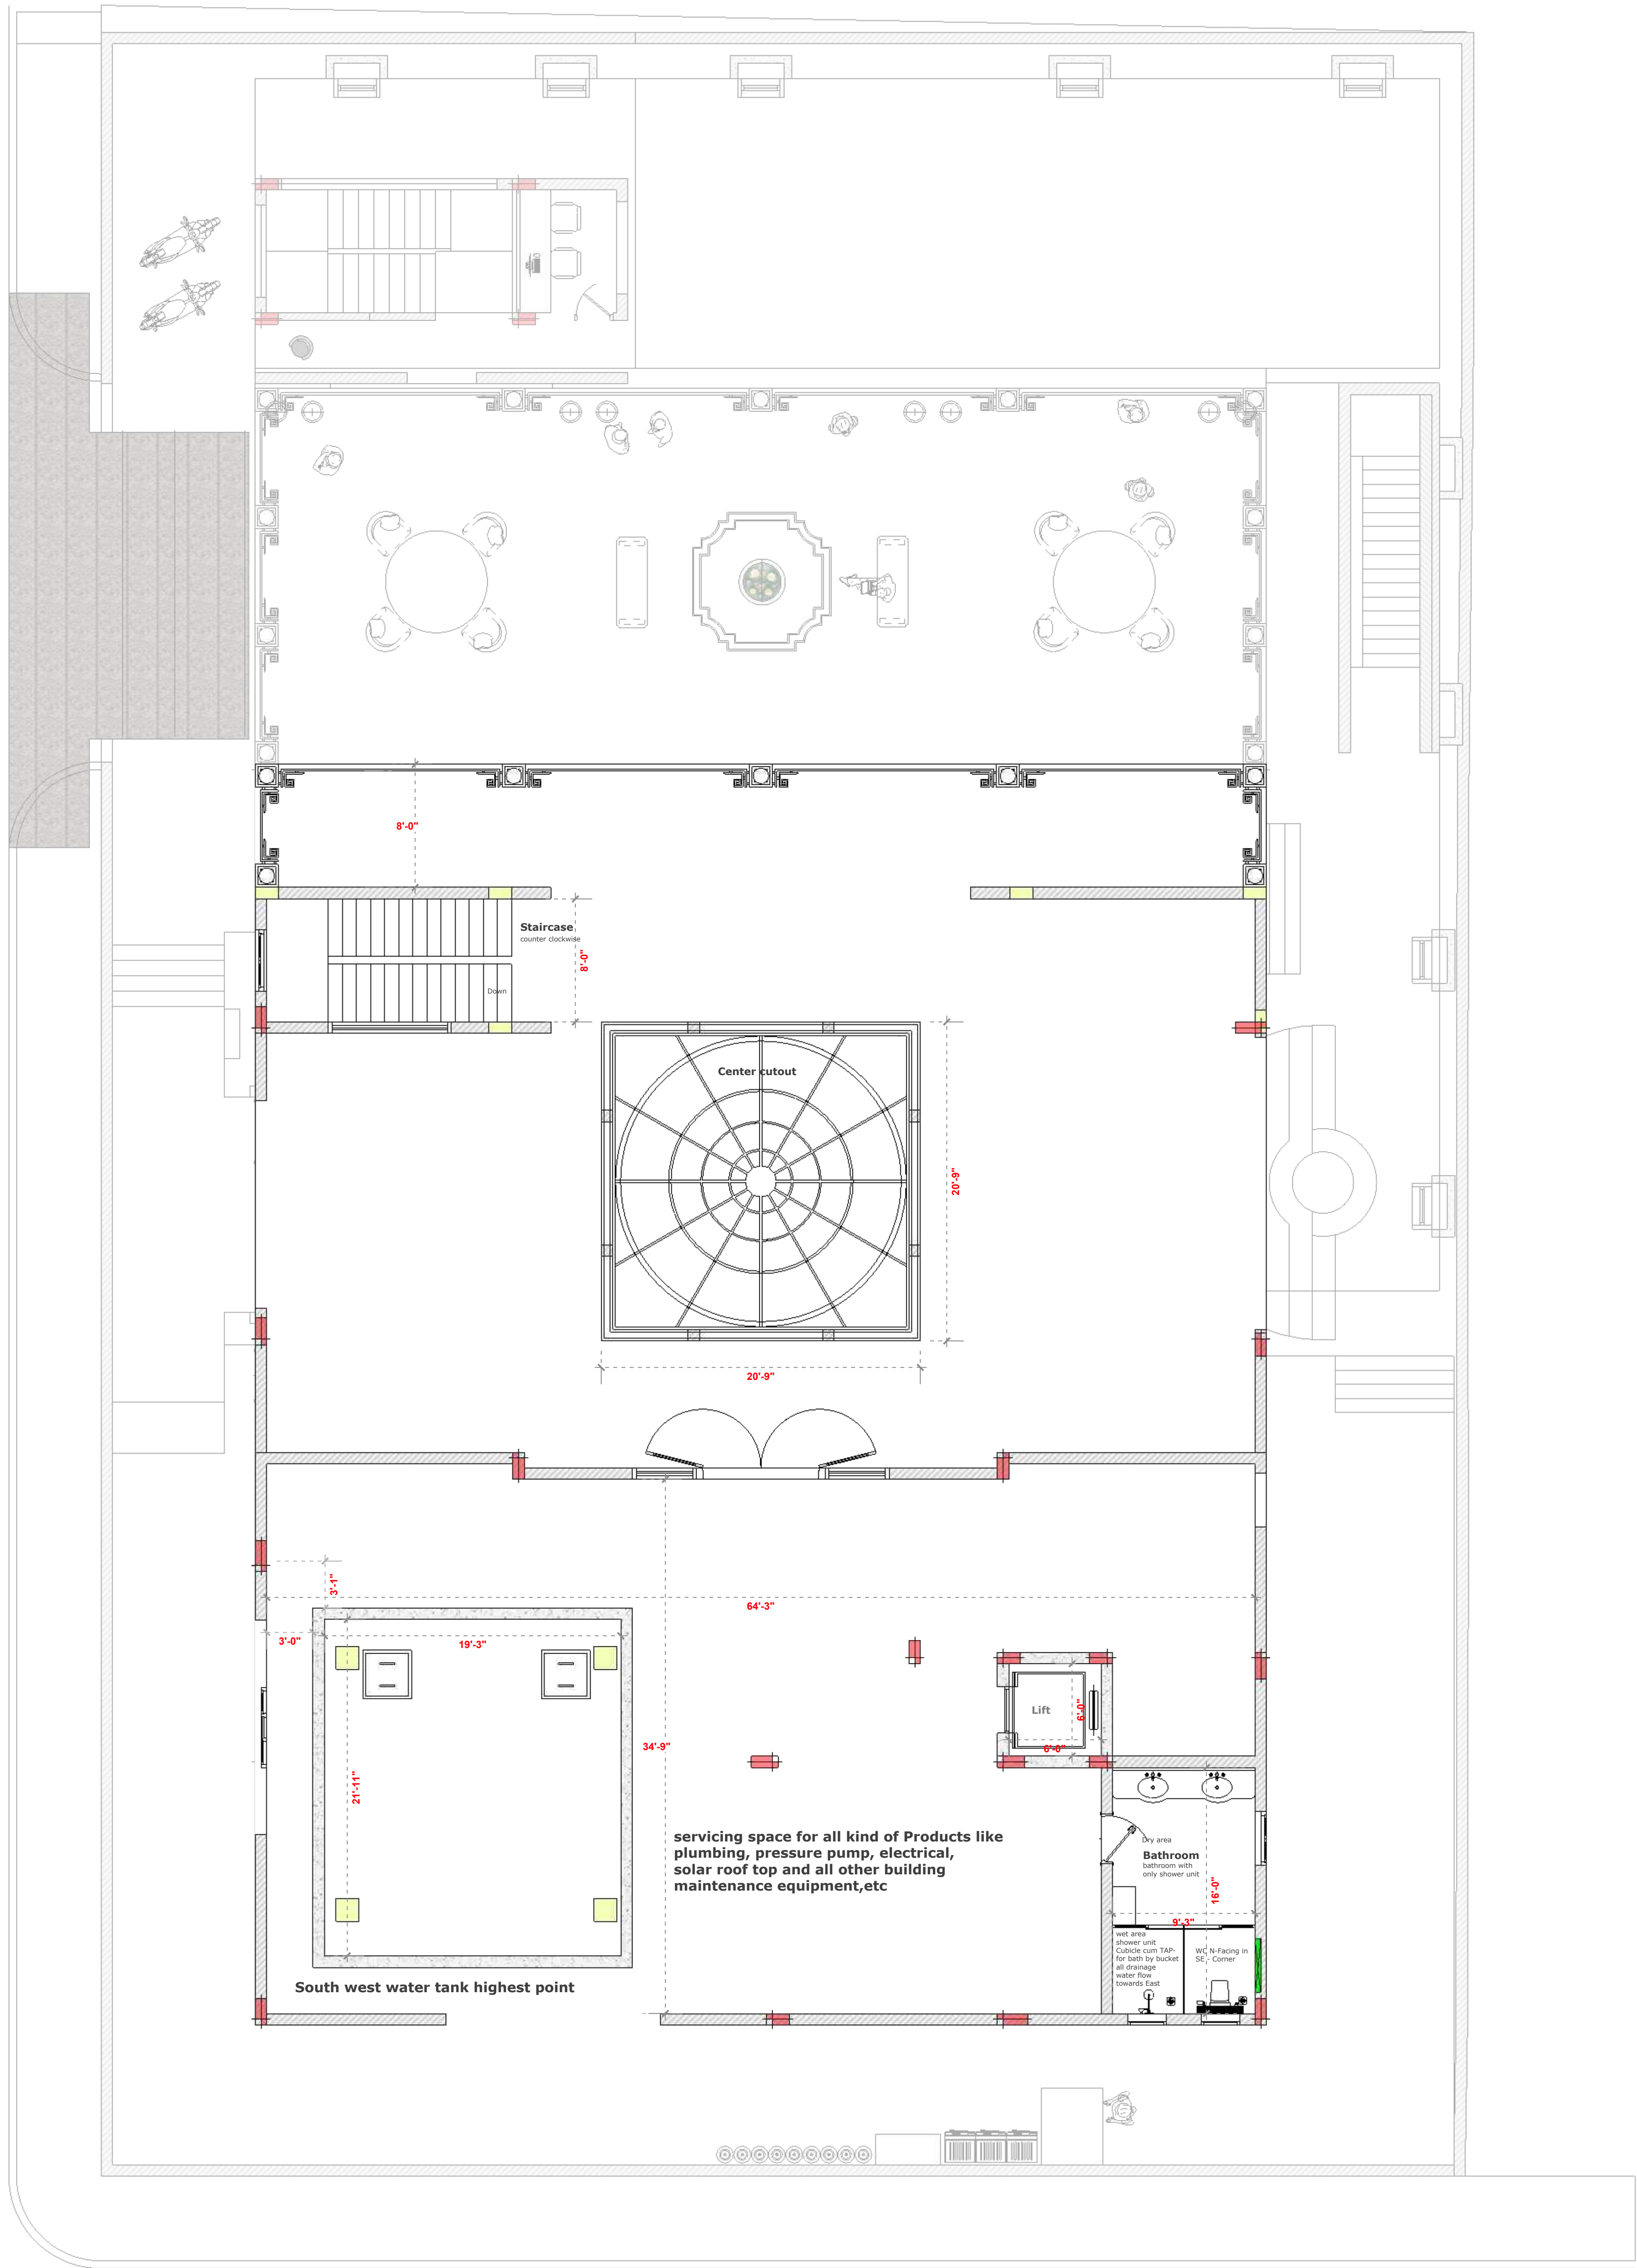 8'-0"
Staircase
counter clockwise
8'-0"
Down
Center cutout
20'-9"
20'-9"
3'-1"
64'-3"
3'-0"
19'-3"
Lift
6'-0"
6'-0"
34'-9"
21'-11"
servicing space for all kind of Products like
plumbing, pressure pump, electrical,
solar roof top and all other building
maintenance equipment,etc
Dry area
Bathroom
bathroom with
only shower unit
16'-0"
9'-3"
wet area
shower unit
Cubicle cum TAP-
for bath by bucket
all drainage
water flow
towards East
WC N-Facing in
SE - Corner
South west water tank highest point